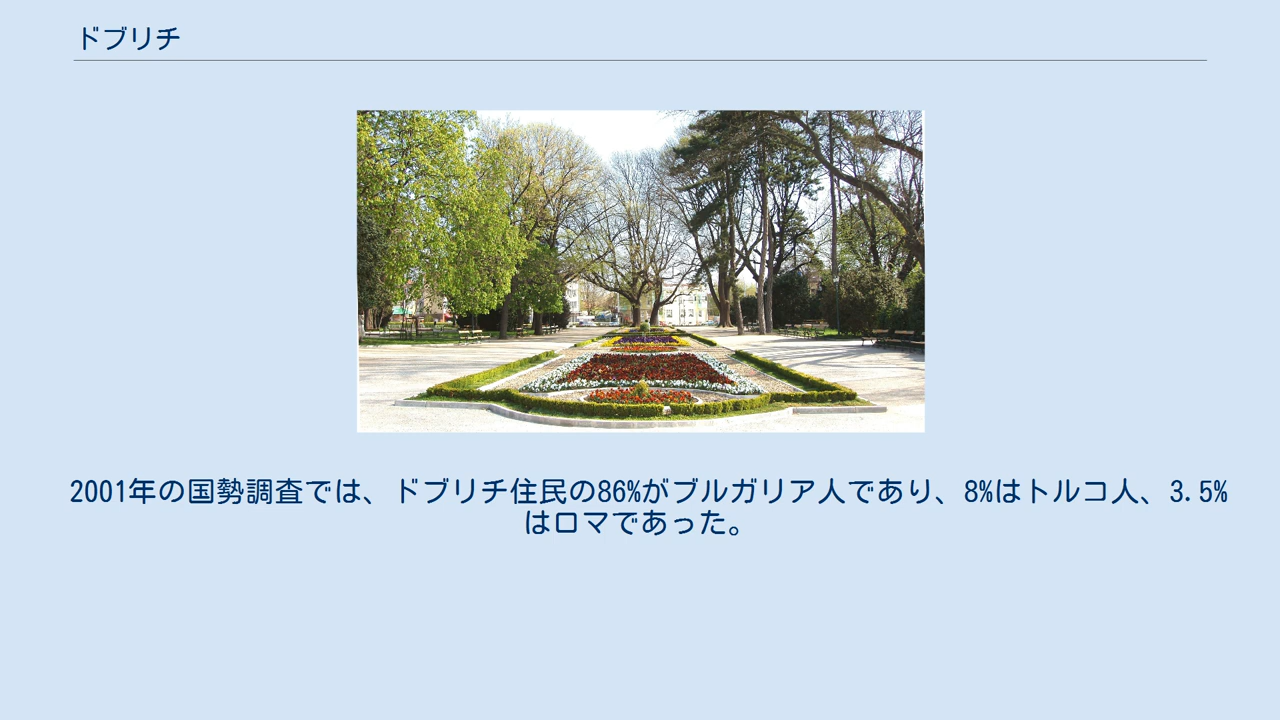 ドブリチ
2001年の国勢調査では、ドブリチ住民の86%がブルガリア人であり、8%はトルコ人、3.5%
はロマであった。